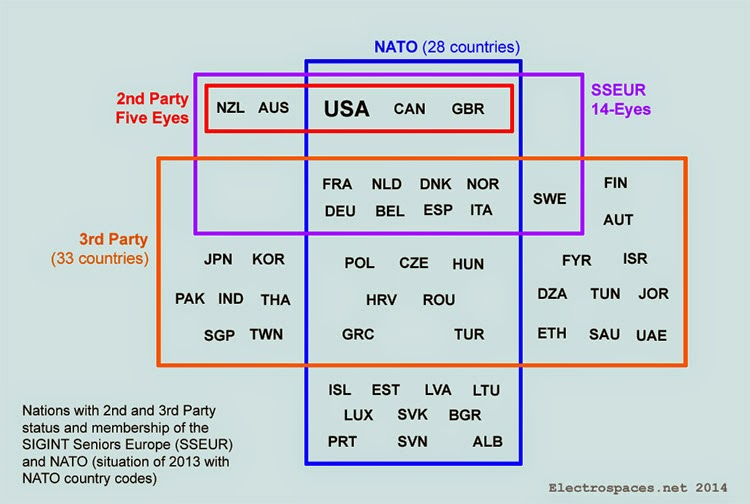 NATO (28 countries)
2nd Party
Five Eyes
SSEUR
14-Eyes
NZL AUS USA CAN GBR
FRA NLD DNK NOR
DEU BEL ESP ITA
SWE
FIN
AUT
3rd Party
(33 countries)
JPN KOR
PAK IND THA
SGP TWN
POL CZE HUN
HRV ROU
GRC TUR
FYR ISR
DZA TUN JOR
ETH SAU UAE
ISL EST LVA LTU
LUX SVK BGR
PRT SVN ALB
Nations with 2nd and 3rd Party
status and membership of the
SIGINT Seniors Europe (SSEUR)
and NATO (situation of 2013 with
NATO country codes)
Electrospaces.net 2014